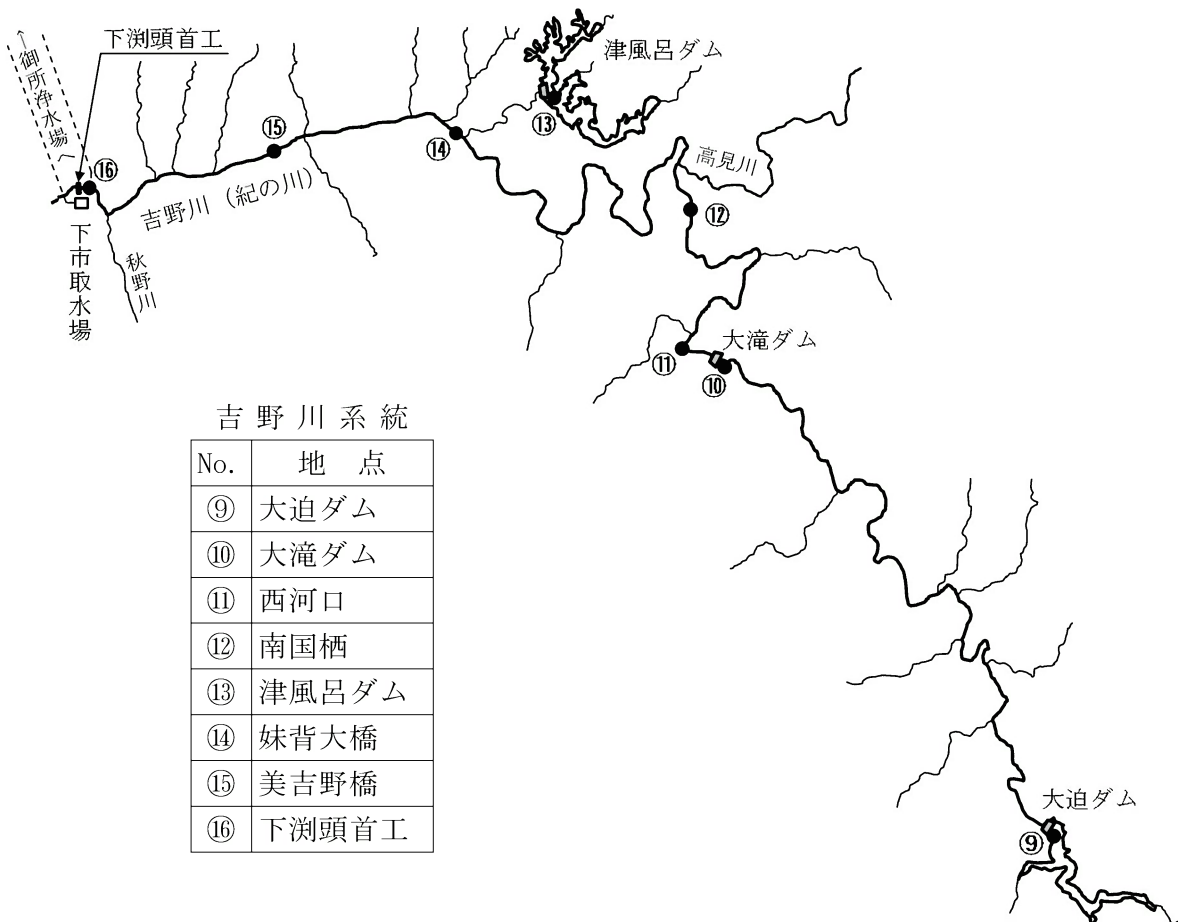 下渕頭首工
←御所浄水場へ
津風呂ダム
⑬
⑮
⑭
高見川
⑯
吉野川（紀の川）
⑫
下市取水場
秋野川
大滝ダム
⑪
⑩
吉野川系統
No. 地点
⑨ 大迫ダム
⑩ 大滝ダム
⑪ 西河口
⑫ 南国栖
⑬ 津風呂ダム
⑭ 妹背大橋
⑮ 美吉野橋
⑯ 下渕頭首工
大迫ダム
⑨